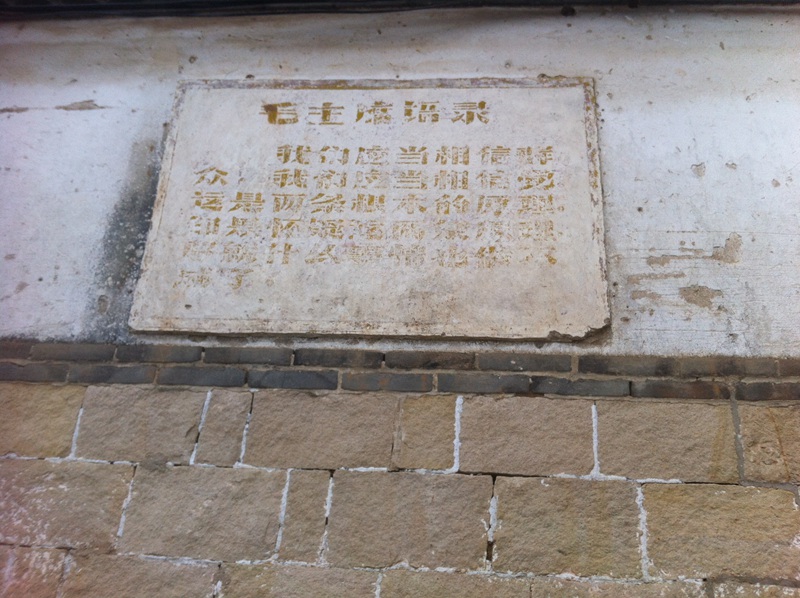 毛主席语录
我们应当相信群
众，我们应当相信党，
这是两条根本的原理。
如果怀疑这两条原理，
那就什么事情也做不
成了。